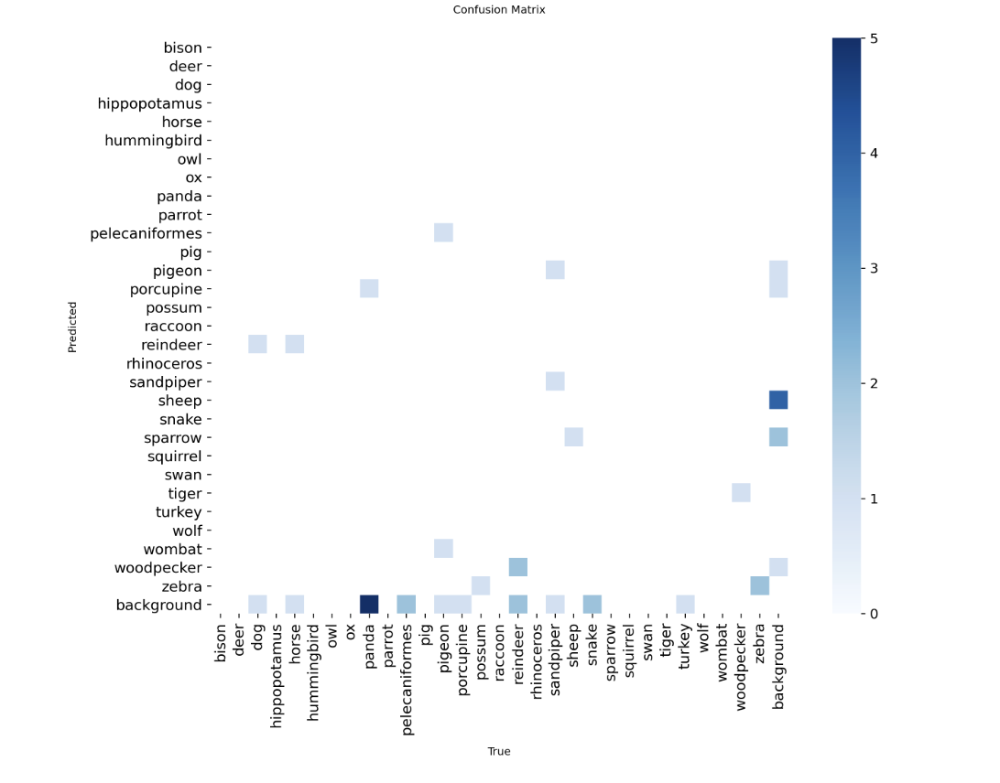 Confusion Matrix
bison
deer
dog
hippopotamus
horse
hummingbird
owl
ox
panda
parrot
pelecaniformes
pig
pigeon
porcupine
possum
raccoon
reindeer
rhinoceros
sandpiper
sheep
snake
sparrow
squirrel
swan
tiger
turkey
wolf
wombat
woodpecker
zebra
background
Predicted
bison
deer
dog
hippopotamus
horse
hummingbird
owl
ox
panda
parrot
pelecaniformes
pig
pigeon
porcupine
possum
raccoon
reindeer
rhinoceros
sandpiper
sheep
snake
sparrow
squirrel
swan
tiger
turkey
wolf
wombat
woodpecker
zebra
background
True
5
4
3
2
1
0